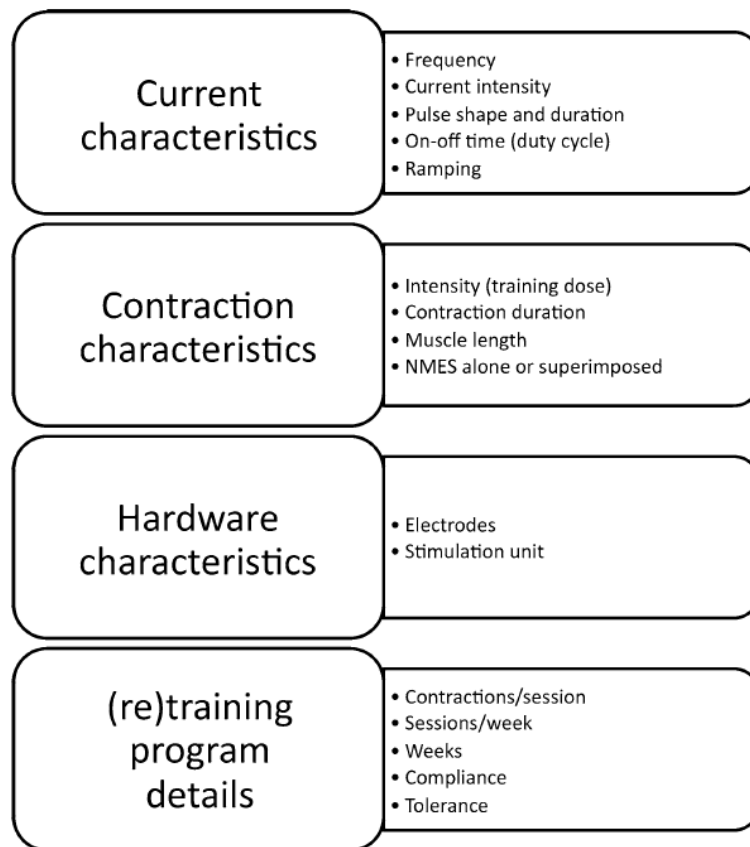 Current
characteristics
• Frequency
• Current intensity
• Pulse shape and duration
• On-off time (duty cycle)
• Ramping
Contraction
characteristics
• Intensity (training dose)
• Contraction duration
• Muscle length
• NMES alone or superimposed
Hardware
characteristics
• Electrodes
• Stimulation unit
(re)training
program
details
• Contractions/session
• Sessions/week
• Weeks
• Compliance
• Tolerance